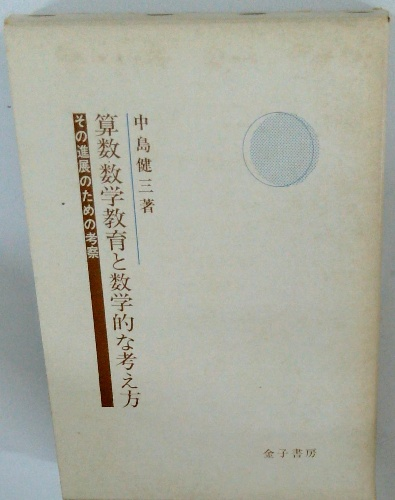 中島健三著
算数数学教育と数学的な考え方
その進展のための考察
金子書房